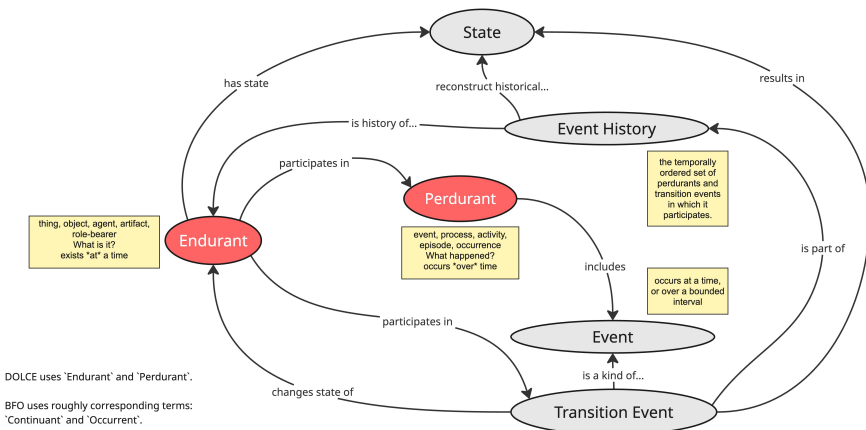 State
has state
results in
reconstruct historical...
is history of...
Event History
participates in
the temporally
ordered set of
perdurants and
transition events
in which it
participates.
Perdurant
thing, object, agent, artifact,
role-bearer
What is it?
exists *at* a time
Endurant
event, process, activity,
episode, occurrence
What happened?
occurs *over* time
is part of
includes
occurs at a time,
or over a bounded
interval
participates in
Event
is a kind of...
DOLCE uses `Endurant` and `Perdurant`.
changes state of
BFO uses roughly corresponding terms:
`Continuant` and `Occurrent`.
Transition Event